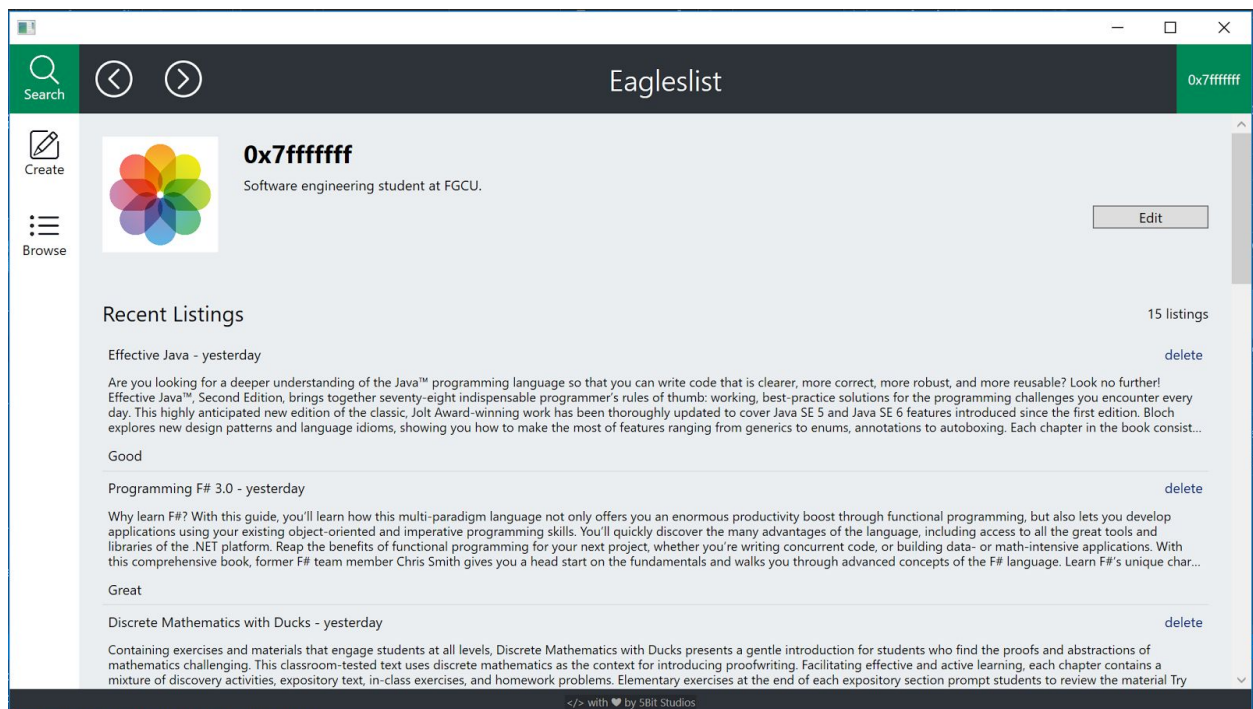 Search
Eagleslist
0x7fffffff
Create
Browse
0x7fffffff
Software engineering student at FGCU.
Edit
Recent Listings
15 listings
Effective Java - yesterday
delete
Are you looking for a deeper understanding of the Java™ programming language so that you can write code that is clearer, more correct, more robust, and more reusable? Look no further!
Effective Java™, Second Edition, brings together seventy-eight indispensable programmer's rules of thumb: working, best-practice solutions for the programming challenges you encounter every
day. This highly anticipated new edition of the classic, Jolt Award-winning work has been thoroughly updated to cover Java SE 5 and Java SE 6 features introduced since the first edition. Bloch
explores new design patterns and language idioms, showing you how to make the most of features ranging from generics to enums, annotations to autoboxing. Each chapter in the book consist...
Good
Programming F# 3.0 - yesterday
delete
Why learn F#? With this guide, you'll learn how this multi-paradigm language not only offers you an enormous productivity boost through functional programming, but also lets you develop
applications using your existing object-oriented and imperative programming skills. You'll quickly discover the many advantages of the language, including access to all the great tools and
libraries of the .NET platform. Reap the benefits of functional programming for your next project, whether you're writing concurrent code, or building data- or math-intensive applications. With
this comprehensive book, former F# team member Chris Smith gives you a head start on the fundamentals and walks you through advanced concepts of the F# language. Learn F#'s unique char...
Great
Discrete Mathematics with Ducks - yesterday
delete
Containing exercises and materials that engage students at all levels, Discrete Mathematics with Ducks presents a gentle introduction for students who find the proofs and abstractions of
mathematics challenging. This classroom-tested text uses discrete mathematics as the context for introducing proofwriting. Facilitating effective and active learning, each chapter contains a
mixture of discovery activities, expository text, in-class exercises, and homework problems. Elementary exercises at the end of each expository section prompt students to review the material Try
</> with ♥ by 5Bit Studios